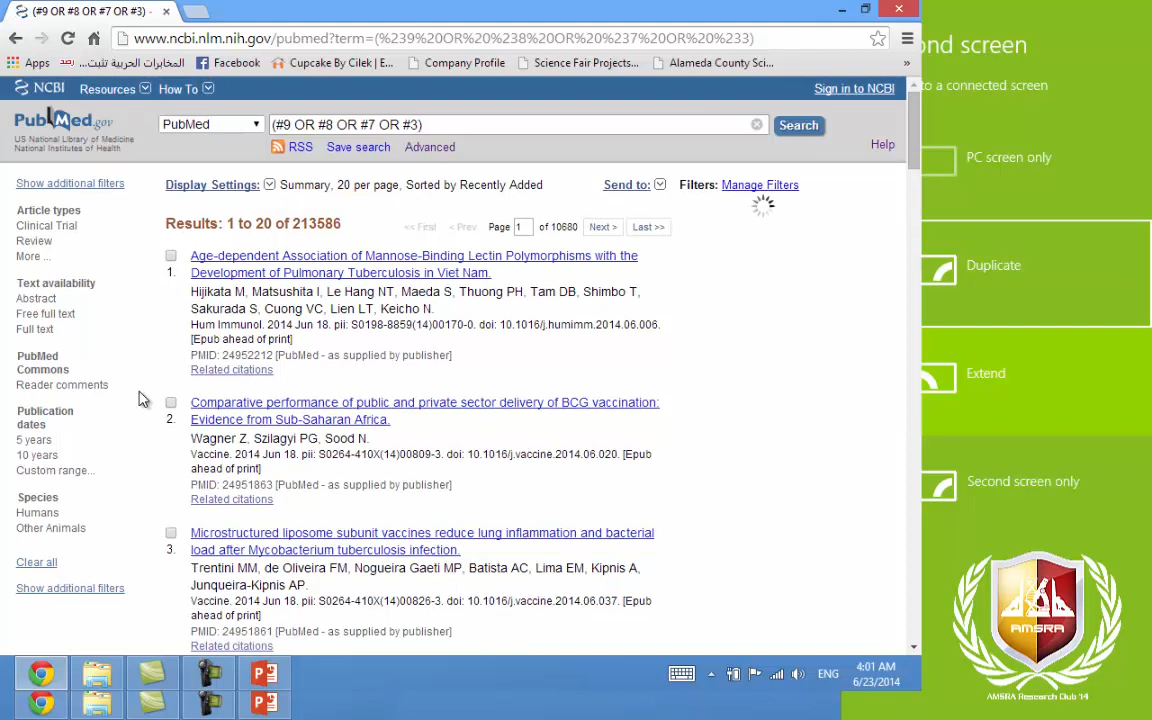 (#9 OR #8 OR #7 OR #3) -
www.ncbi.nlm.nih.gov/pubmed?term=(%239%20OR%20%238%20OR%20%237%20OR%20%233)
Apps
المخابرات الحربية تثبت... رصد
Facebook
Cupcake By Cilek | E...
Company Profile
Science Fair Projects...
Alameda County Sci...
»
NCBI Resources How To Sign in to NCBI
PubMed.gov
US National Library of Medicine
National Institutes of Health
PubMed
(#9 OR #8 OR #7 OR #3)
Search
RSS Save search Advanced
Help
Show additional filters
Article types
Clinical Trial
Review
More ...
Text availability
Abstract
Free full text
Full text
PubMed
Commons
Reader comments
Publication
dates
5 years
10 years
Custom range...
Species
Humans
Other Animals
Clear all
Show additional filters
Display Settings: Summary, 20 per page, Sorted by Recently Added
Send to:
Filters: Manage Filters
Results: 1 to 20 of 213586
<< First < Prev Page 1 of 10680 Next > Last >>
1. Age-dependent Association of Mannose-Binding Lectin Polymorphisms with the
Development of Pulmonary Tuberculosis in Viet Nam.
Hijikata M, Matsushita I, Le Hang NT, Maeda S, Thuong PH, Tam DB, Shimbo T,
Sakurada S, Cuong VC, Lien LT, Keicho N.
Hum Immunol. 2014 Jun 18. pii: S0198-8859(14)00170-0. doi: 10.1016/j.humimm.2014.06.006.
[Epub ahead of print]
PMID: 24952212 [PubMed - as supplied by publisher]
Related citations
2. Comparative performance of public and private sector delivery of BCG vaccination:
Evidence from Sub-Saharan Africa.
Wagner Z, Szilagyi PG, Sood N.
Vaccine. 2014 Jun 18. pii: S0264-410X(14)00809-3. doi: 10.1016/j.vaccine.2014.06.020. [Epub
ahead of print]
PMID: 24951863 [PubMed - as supplied by publisher]
Related citations
3. Microstructured liposome subunit vaccines reduce lung inflammation and bacterial
load after Mycobacterium tuberculosis infection.
Trentini MM, de Oliveira FM, Nogueira Gaeti MP, Batista AC, Lima EM, Kipnis A,
Junqueira-Kipnis AP.
Vaccine. 2014 Jun 18. pii: S0264-410X(14)00826-3. doi: 10.1016/j.vaccine.2014.06.037. [Epub
ahead of print]
PMID: 24951861 [PubMed - as supplied by publisher]
Related citations
ENG
4:01 AM
6/23/2014
ond screen
to a connected screen
PC screen only
Duplicate
Extend
Second screen only
AMSRA
AMSRA Research Club '14